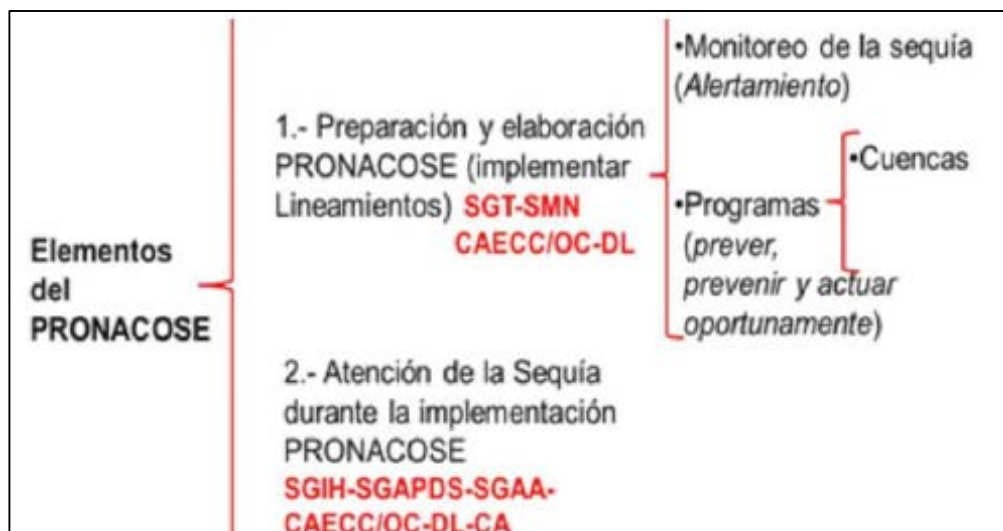 Elementos
del
PRONACOSE
1.- Preparación y elaboración
PRONACOSE (implementar
Lineamientos) SGT-SMN
CAECC/OC-DL
•Monitoreo de la sequía
(Alertamiento)
•Programas
(prever,
prevenir y actuar
oportunamente)
•Cuencas
2.- Atención de la Sequía
durante la implementación
PRONACOSE
SGIH-SGAPDS-SGAA-
CAECC/OC-DL-CA